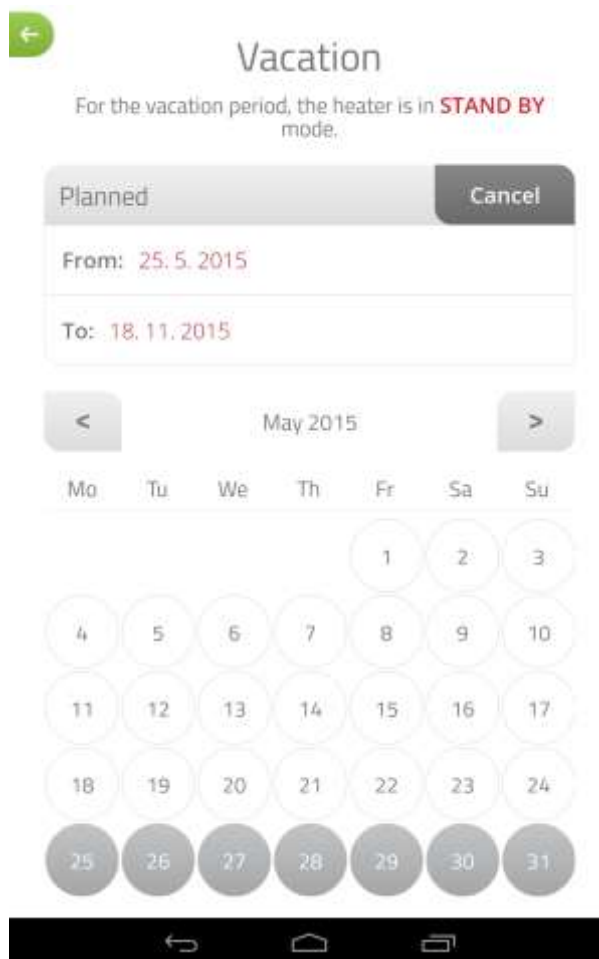 Vacation
For the vacation period, the heater is in STAND BY
mode.
Planned Cancel
From: 25. 5. 2015
To: 18. 11. 2015
< May 2015 >
Mo Tu We Th Fr Sa Su
1 2 3
4 5 6 7 8 9 10
11 12 13 14 15 16 17
18 19 20 21 22 23 24
25 26 27 28 29 30 31